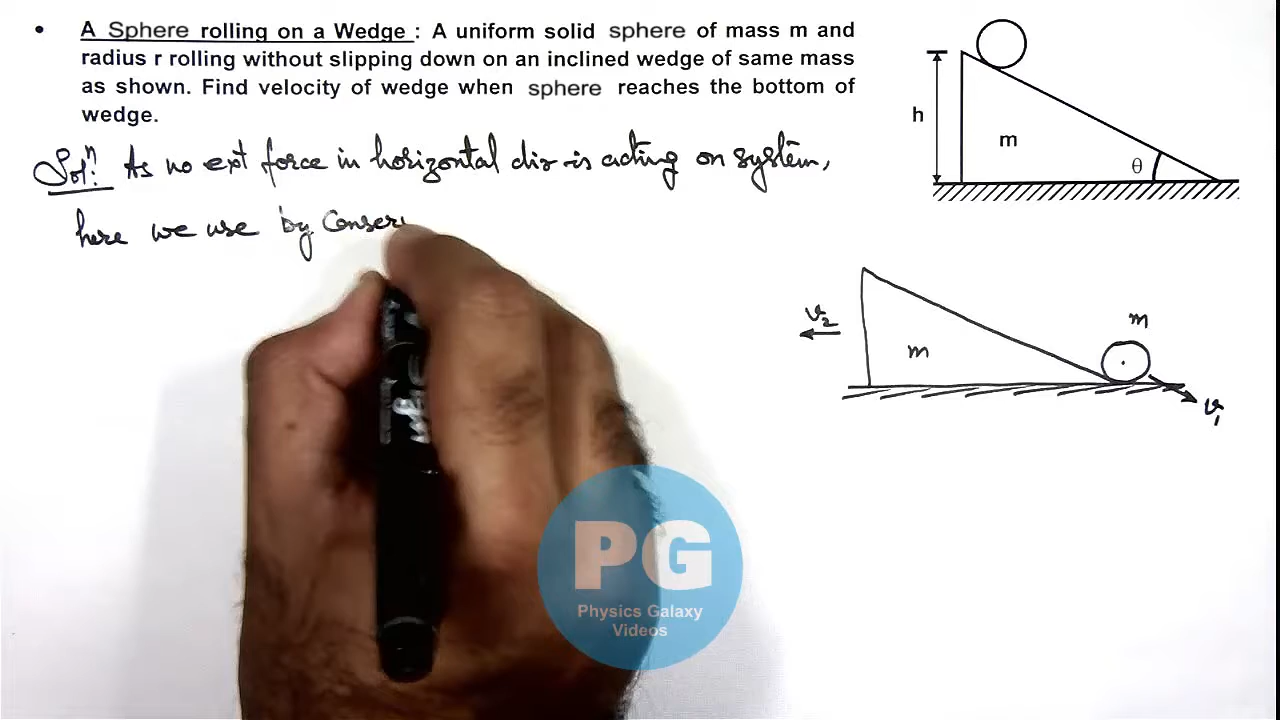 • A Sphere rolling on a Wedge : A uniform solid sphere of mass m and
radius r rolling without slipping down on an inclined wedge of same mass
as shown. Find velocity of wedge when sphere reaches the bottom of
wedge.
Solⁿ: As no ext force in horizontal dir is acting on system,
here we use by Conser
h
m
θ
v₂
m
m
v₁
PG
Physics Galaxy
Videos